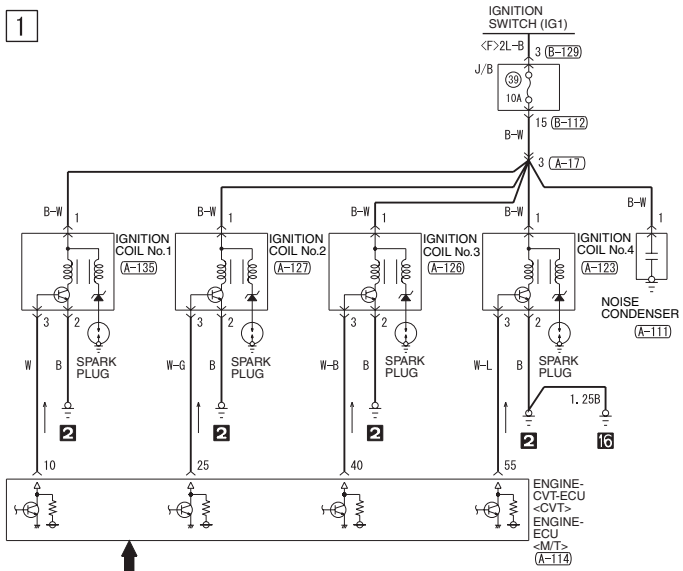 1
IGNITION
SWITCH (IG1)
<F>2L-B
3 (B-129)
J/B
39
10A
15 (B-112)
B-W
3 (A-17)
B-W
1
B-W
1
B-W
1
B-W
1
B-W
1
IGNITION
COIL No.1
(A-135)
IGNITION
COIL No.2
(A-127)
IGNITION
COIL No.3
(A-126)
IGNITION
COIL No.4
(A-123)
NOISE
CONDENSER
(A-111)
3
2
3
2
3
2
3
2
SPARK
PLUG
SPARK
PLUG
SPARK
PLUG
SPARK
PLUG
W
B
W-G
B
W-B
B
W-L
B
1.25B
2
2
2
2
16
10
25
40
55
ENGINE-
CVT-ECU
<CVT>
ENGINE-
ECU
<M/T>
(A-114)